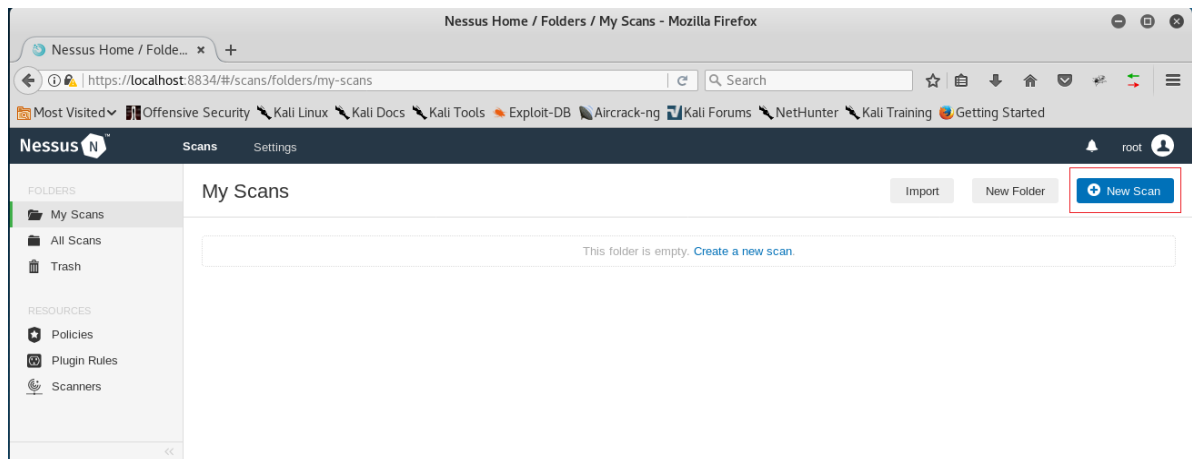 Nessus Home / Folders / My Scans - Mozilla Firefox
Nessus Home / Folde... × +
https://localhost:8834/#/scans/folders/my-scans
Search
Most Visited Offensive Security Kali Linux Kali Docs Kali Tools Exploit-DB Aircrack-ng Kali Forums NetHunter Kali Training Getting Started
Nessus N Scans Settings root
FOLDERS
My Scans
All Scans
Trash
RESOURCES
Policies
Plugin Rules
Scanners
My Scans
Import New Folder New Scan
This folder is empty. Create a new scan.